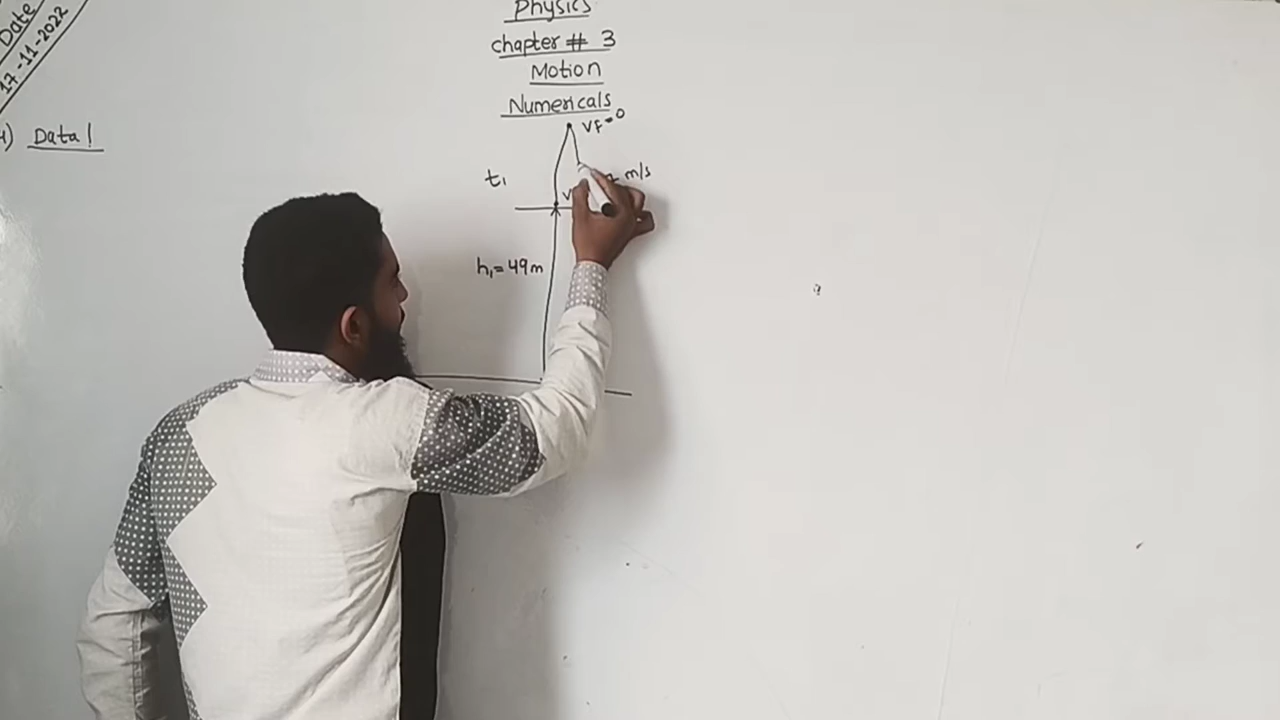 Date
17-11-2022
Physics
chapter # 3
Motion
Numericals
Data!
VF=0
t₁
m/s
h₁=49m